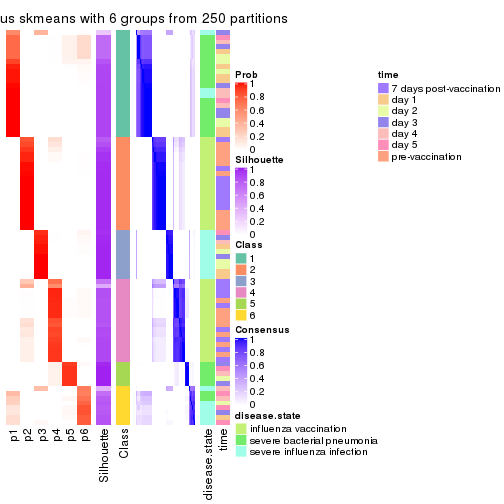 us skmeans with 6 groups from 250 partitions
Prob
1
0.8
0.6
0.4
0.2
0
Silhouette
1
0.8
0.6
0.4
0.2
0
Class
1
2
3
4
5
6
Consensus
1
0.8
0.6
0.4
0.2
0
disease.state
influenza vaccination
severe bacterial pneumonia
severe influenza infection
time
7 days post-vaccination
day 1
day 2
day 3
day 4
day 5
pre-vaccination
p1
p2
p3
p4
p5
p6
Silhouette
Class
disease.state
time